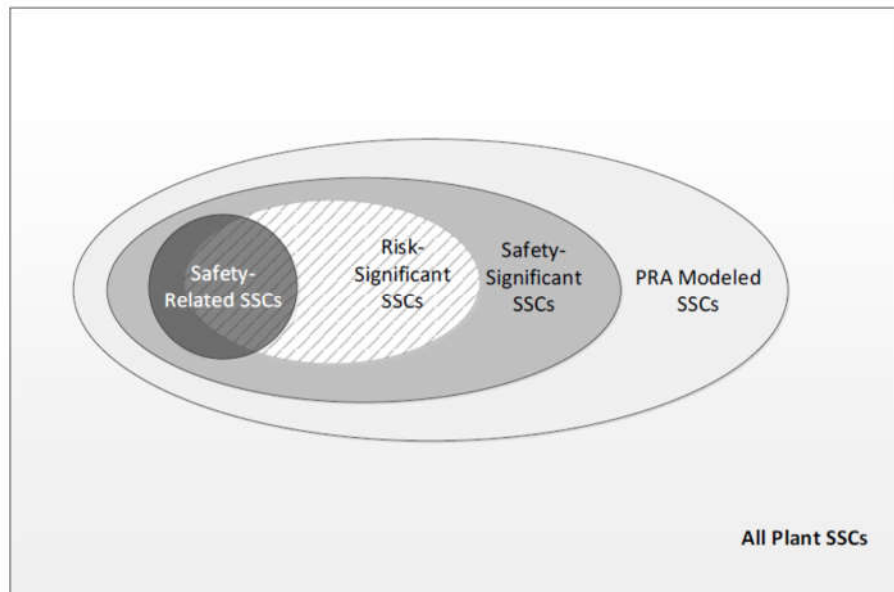 Safety-
Related SSCs
Risk-
Significant
SSCs
Safety-
Significant
SSCs
PRA Modeled
SSCs
All Plant SSCs